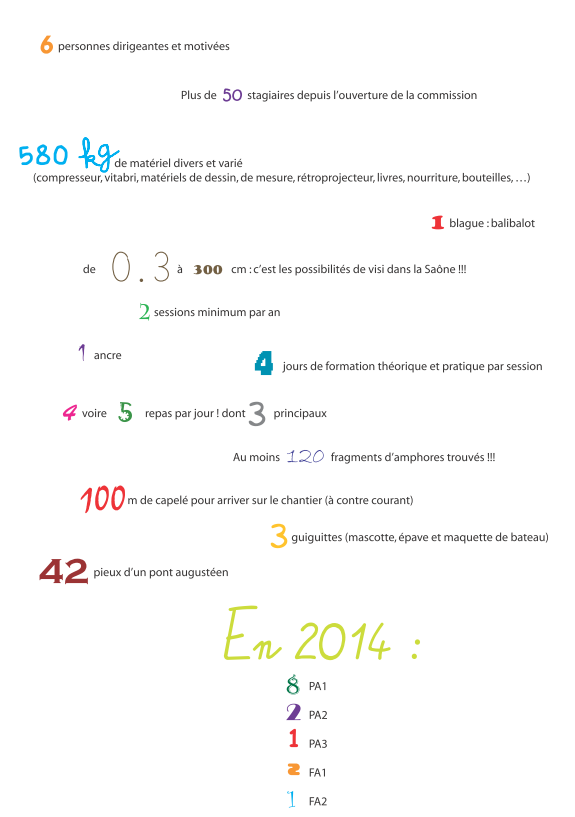 6 personnes dirigeantes et motivées
Plus de 50 stagiaires depuis l'ouverture de la commission
580 kg de matériel divers et varié
(compresseur, vitabri, matériels de dessin, de mesure, rétroprojecteur, livres, nourriture, bouteilles, …)
1 blague : balibalot
de 0.3 à 300 cm : c'est les possibilités de visi dans la Saône !!!
2 sessions minimum par an
1 ancre
4 jours de formation théorique et pratique par session
4 voire 5 repas par jour ! dont 3 principaux
Au moins 120 fragments d'amphores trouvés !!!
100 m de capelé pour arriver sur le chantier (à contre courant)
3 guiguittes (mascotte, épave et maquette de bateau)
42 pieux d'un pont augustéen
En 2014 :
8 PA1
2 PA2
1 PA3
2 FA1
1 FA2